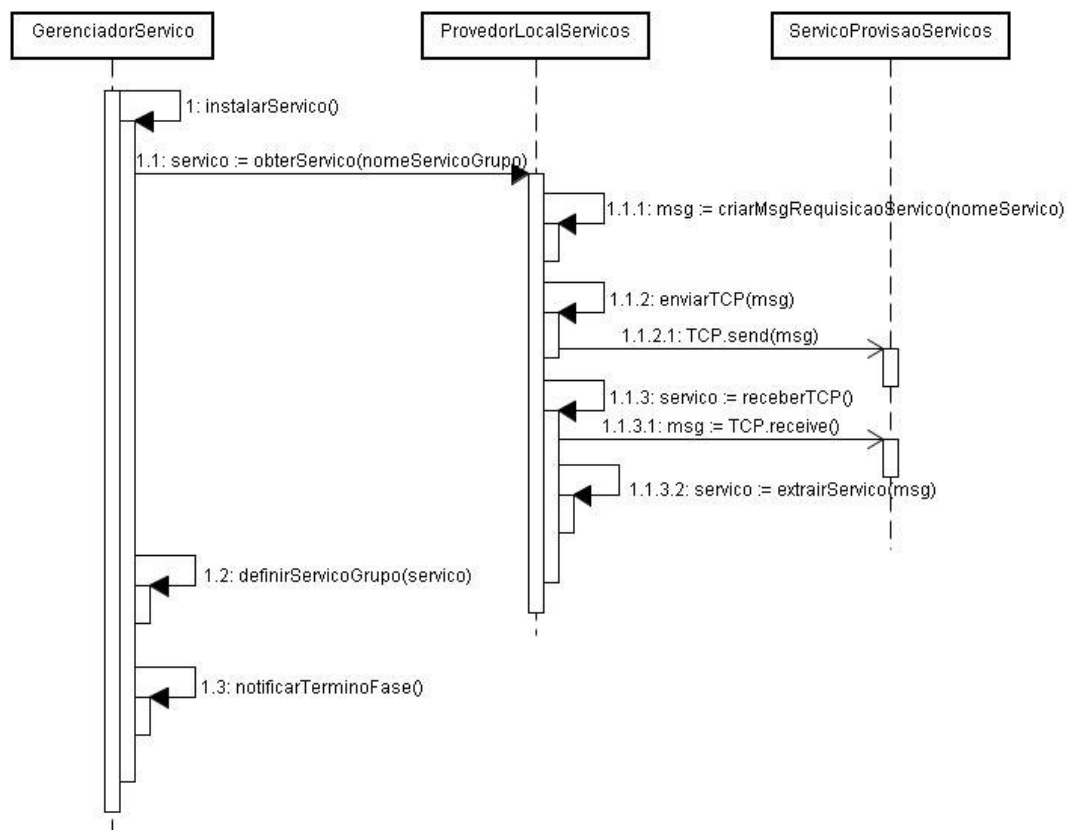 GerenciadorServico
ProvedorLocalServicos
ServicoProvisaoServicos
1: instalarServico()
1.1: servico := obterServico(nomeServicoGrupo)
1.1.1: msg := criarMsgRequisicaoServico(nomeServico)
1.1.2: enviarTCP(msg)
1.1.2.1: TCP.send(msg)
1.1.3: servico := receberTCP()
1.1.3.1: msg := TCP.receive()
1.1.3.2: servico := extrairServico(msg)
1.2: definirServicoGrupo(servico)
1.3: notificarTerminoFase()